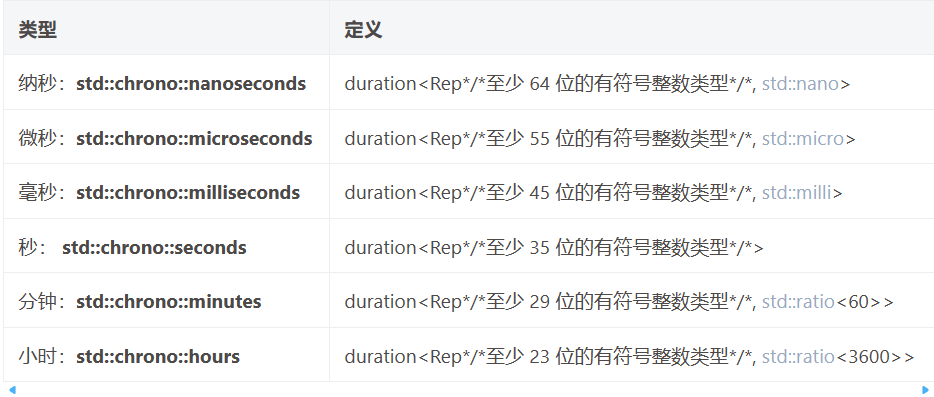 类型 定义
纳秒：std::chrono::nanoseconds duration<Rep*/*至少 64 位的有符号整数类型*/*, std::nano>
微秒：std::chrono::microseconds duration<Rep*/*至少 55 位的有符号整数类型*/*, std::micro>
毫秒：std::chrono::milliseconds duration<Rep*/*至少 45 位的有符号整数类型*/*, std::milli>
秒： std::chrono::seconds duration<Rep*/*至少 35 位的有符号整数类型*/*>
分钟：std::chrono::minutes duration<Rep*/*至少 29 位的有符号整数类型*/*, std::ratio<60>>
小时：std::chrono::hours duration<Rep*/*至少 23 位的有符号整数类型*/*, std::ratio<3600>>